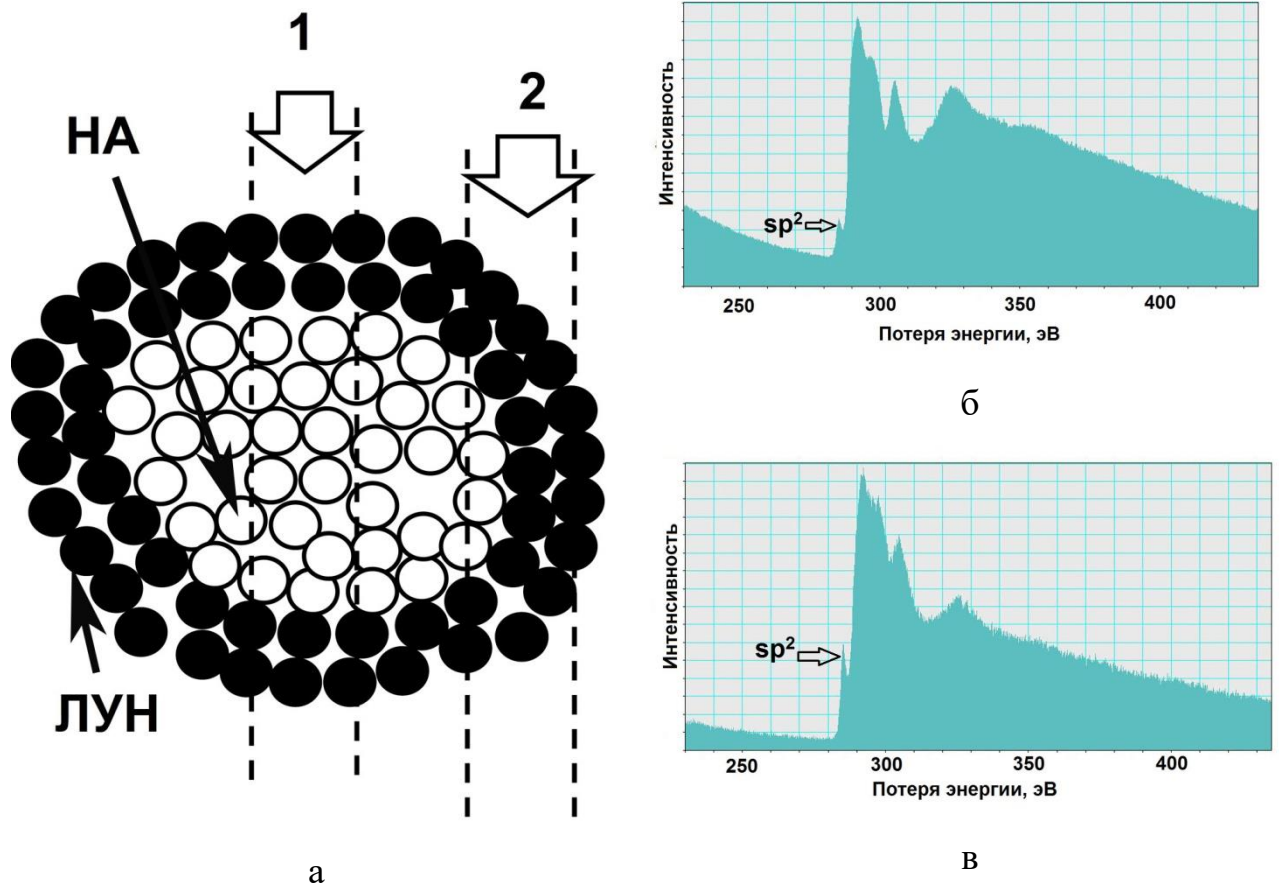 1
2
НА
ЛУН
а
Интенсивность
sp²
250
300
350
400
Потеря энергии, эВ
б
Интенсивность
sp²
250
300
350
400
Потеря энергии, эВ
в